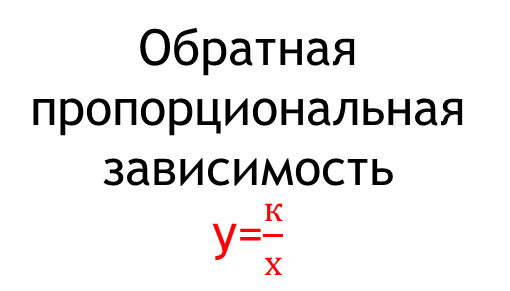 Обратная
пропорциональная
зависимость
у=к/х